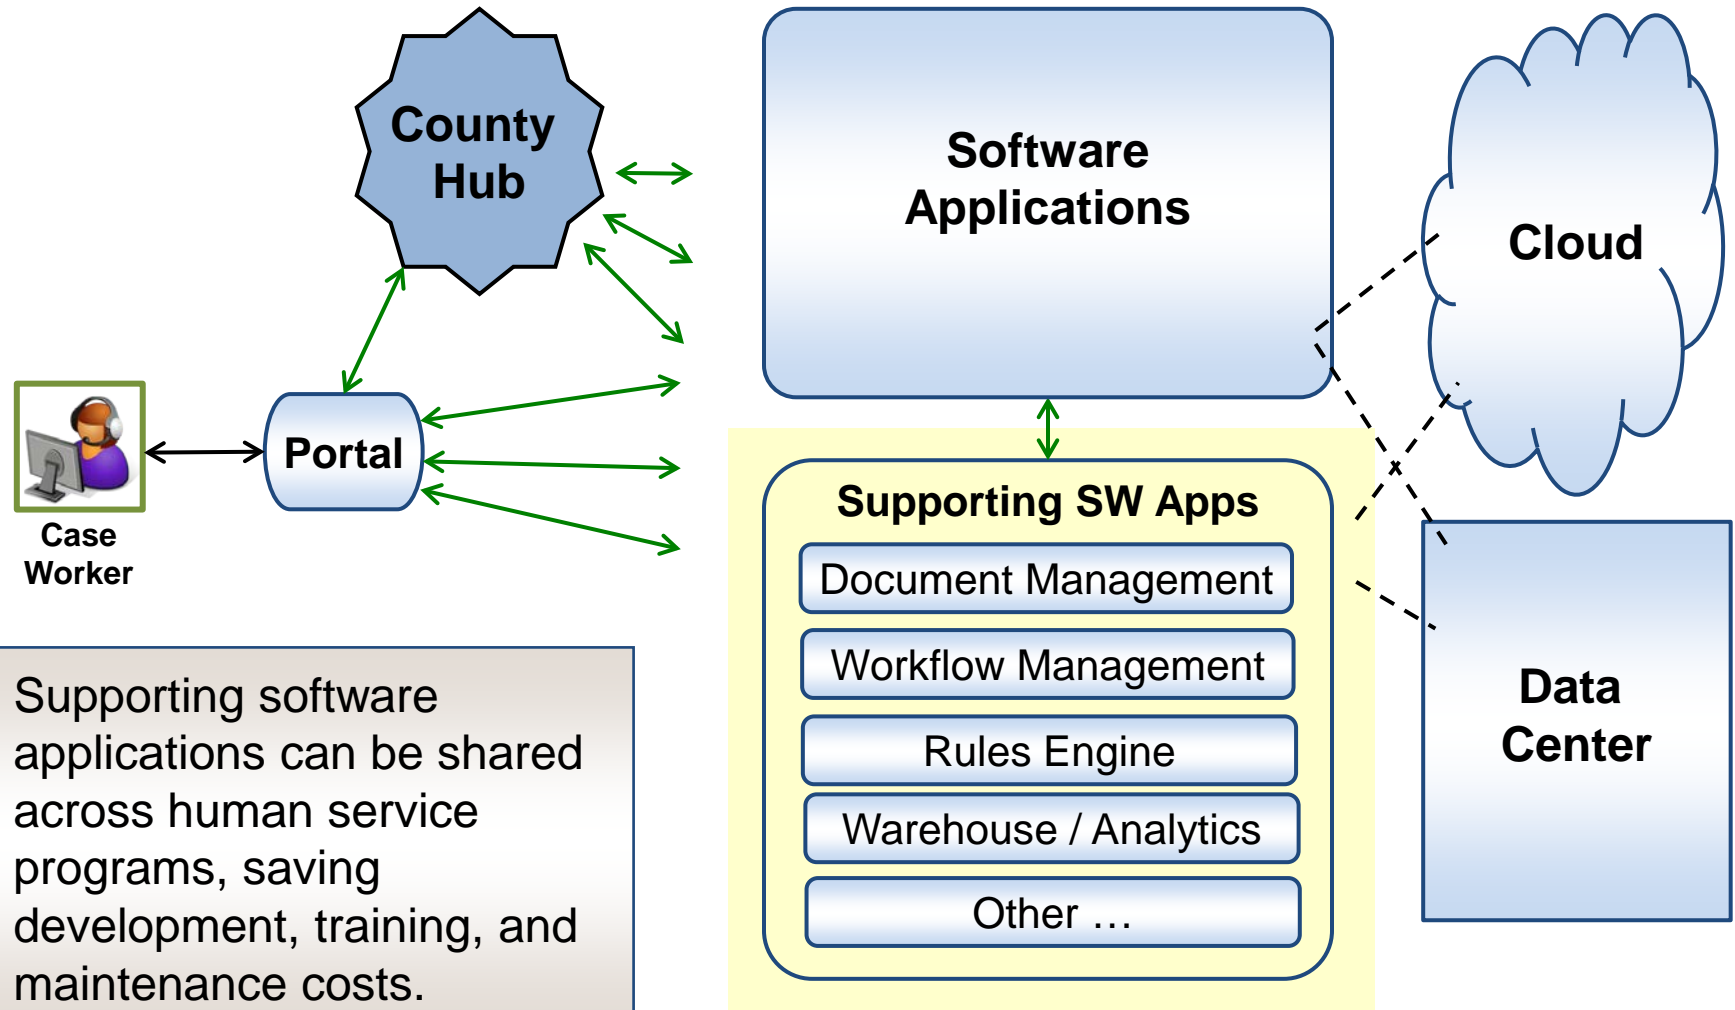 County
Hub
Software
Applications
Cloud
Portal
Case
Worker
Supporting SW Apps
Document Management
Workflow Management
Rules Engine
Warehouse / Analytics
Other …
Data
Center
Supporting software
applications can be shared
across human service
programs, saving
development, training, and
maintenance costs.